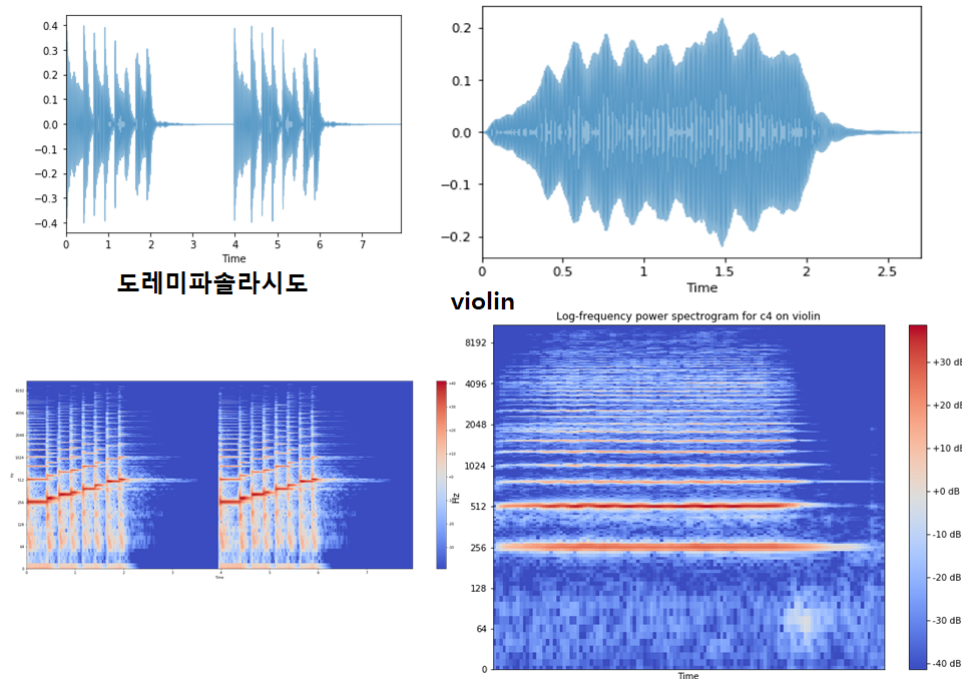 0.4
0.3
0.2
0.1
0.0
−0.1
−0.2
−0.3
−0.4
0 1 2 3 4 5 6 7
Time
도레미파솔라시도
0.2
0.1
0.0
−0.1
−0.2
0 0.5 1 1.5 2 2.5
Time
violin
Log-frequency power spectrogram for c4 on violin
8192
4096
2048
1024
512
256
128
64
0
Hz
Time
+30 dB
+20 dB
+10 dB
+0 dB
-10 dB
-20 dB
-30 dB
-40 dB